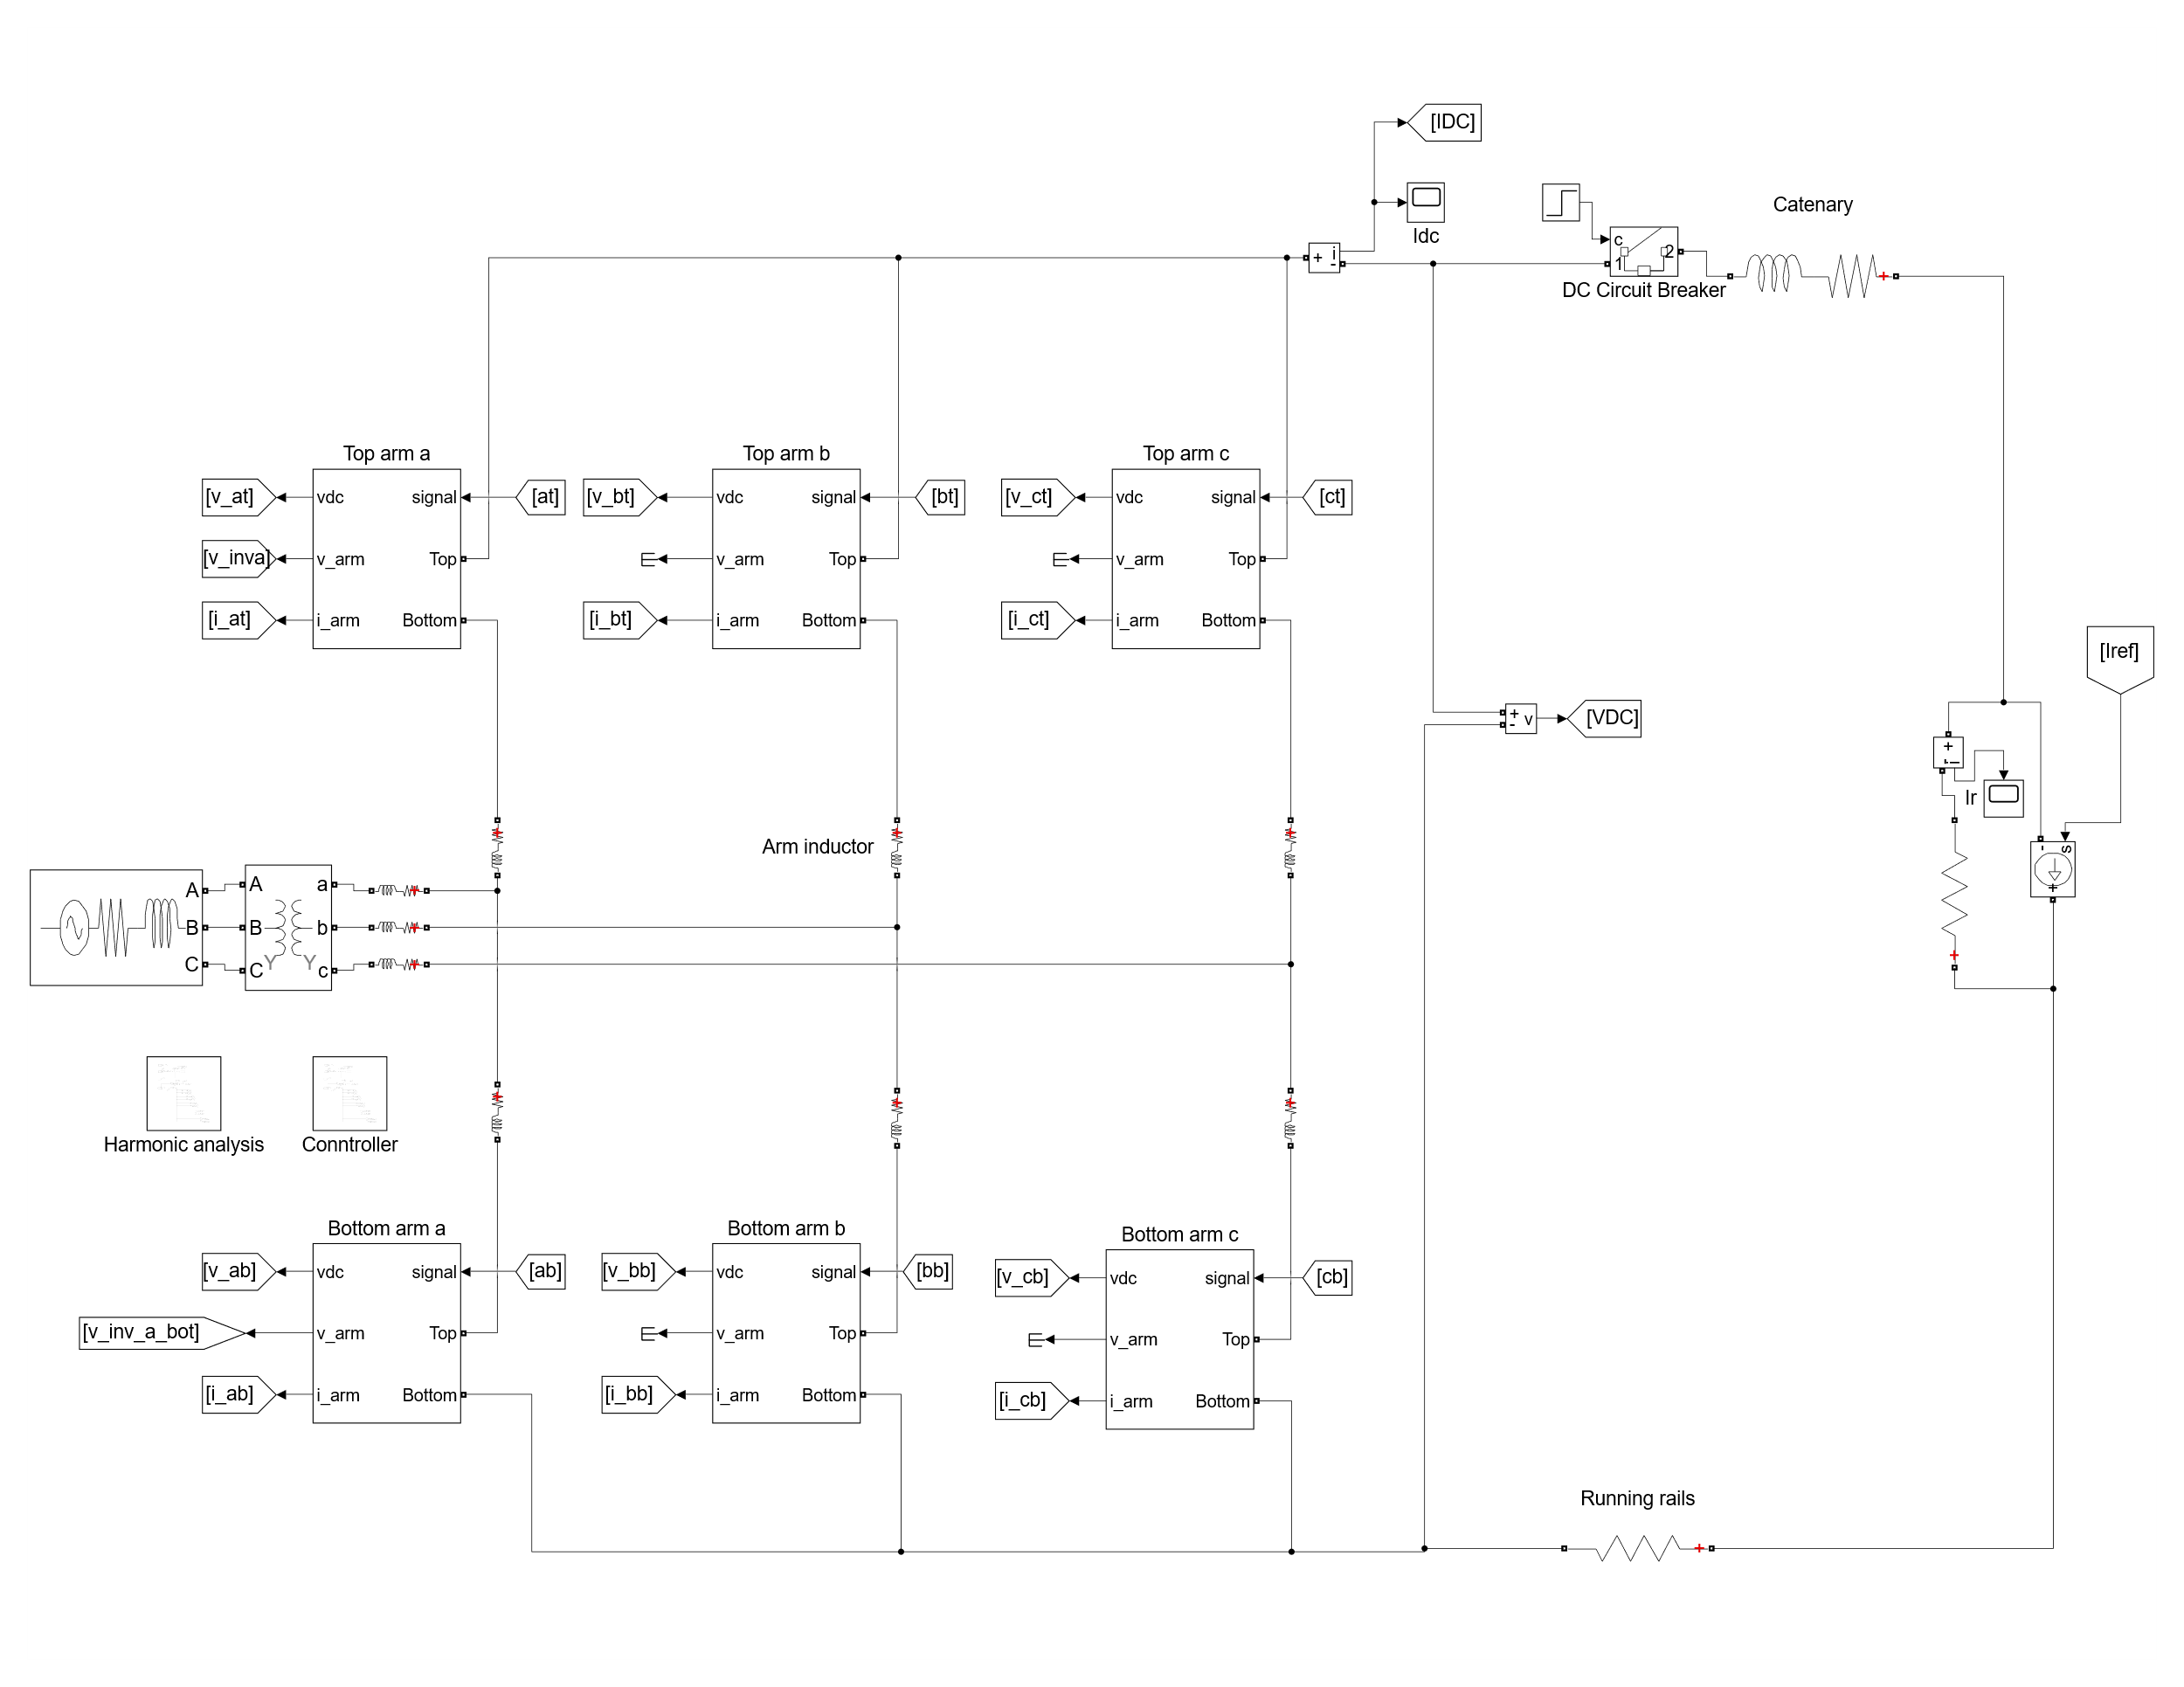 [IDC]
Idc
Catenary
+ i
-
c
1 2
DC Circuit Breaker
Top arm a
Top arm b
Top arm c
[v_at]
vdc
signal
[at]
[v_bt]
vdc
signal
[bt]
[v_ct]
vdc
signal
[ct]
[v_inva]
v_arm
Top
v_arm
Top
v_arm
Top
[i_at]
i_arm
Bottom
[i_bt]
i_arm
Bottom
[i_ct]
i_arm
Bottom
[Iref]
+ v
-
[VDC]
+
- i
Ir
Arm inductor
- s
+
A
A
a
B
B
b
C
C
Y
Y
c
Harmonic analysis
Conntroller
Bottom arm a
Bottom arm b
Bottom arm c
[v_ab]
vdc
signal
[ab]
[v_bb]
vdc
signal
[bb]
[v_cb]
vdc
signal
[cb]
[v_inv_a_bot]
v_arm
Top
v_arm
Top
v_arm
Top
[i_ab]
i_arm
Bottom
[i_bb]
i_arm
Bottom
[i_cb]
i_arm
Bottom
Running rails